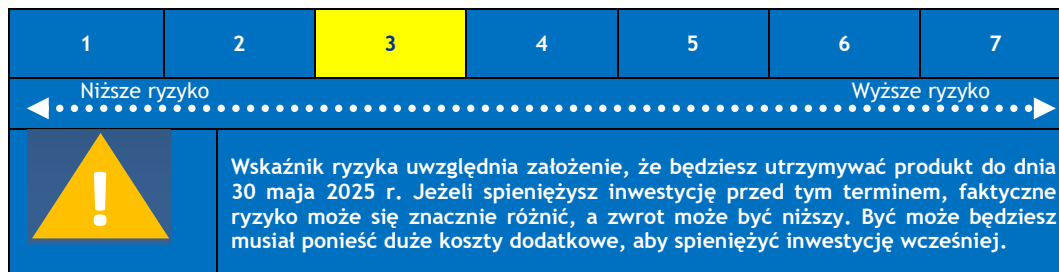 1 2 3 4 5 6 7
Niższe ryzyko Wyższe ryzyko
!
Wskaźnik ryzyka uwzględnia założenie, że będziesz utrzymywać produkt do dnia
30 maja 2025 r. Jeżeli spieniężysz inwestycję przed tym terminem, faktyczne
ryzyko może się znacznie różnić, a zwrot może być niższy. Być może będziesz
musiał ponieść duże koszty dodatkowe, aby spieniężyć inwestycję wcześniej.